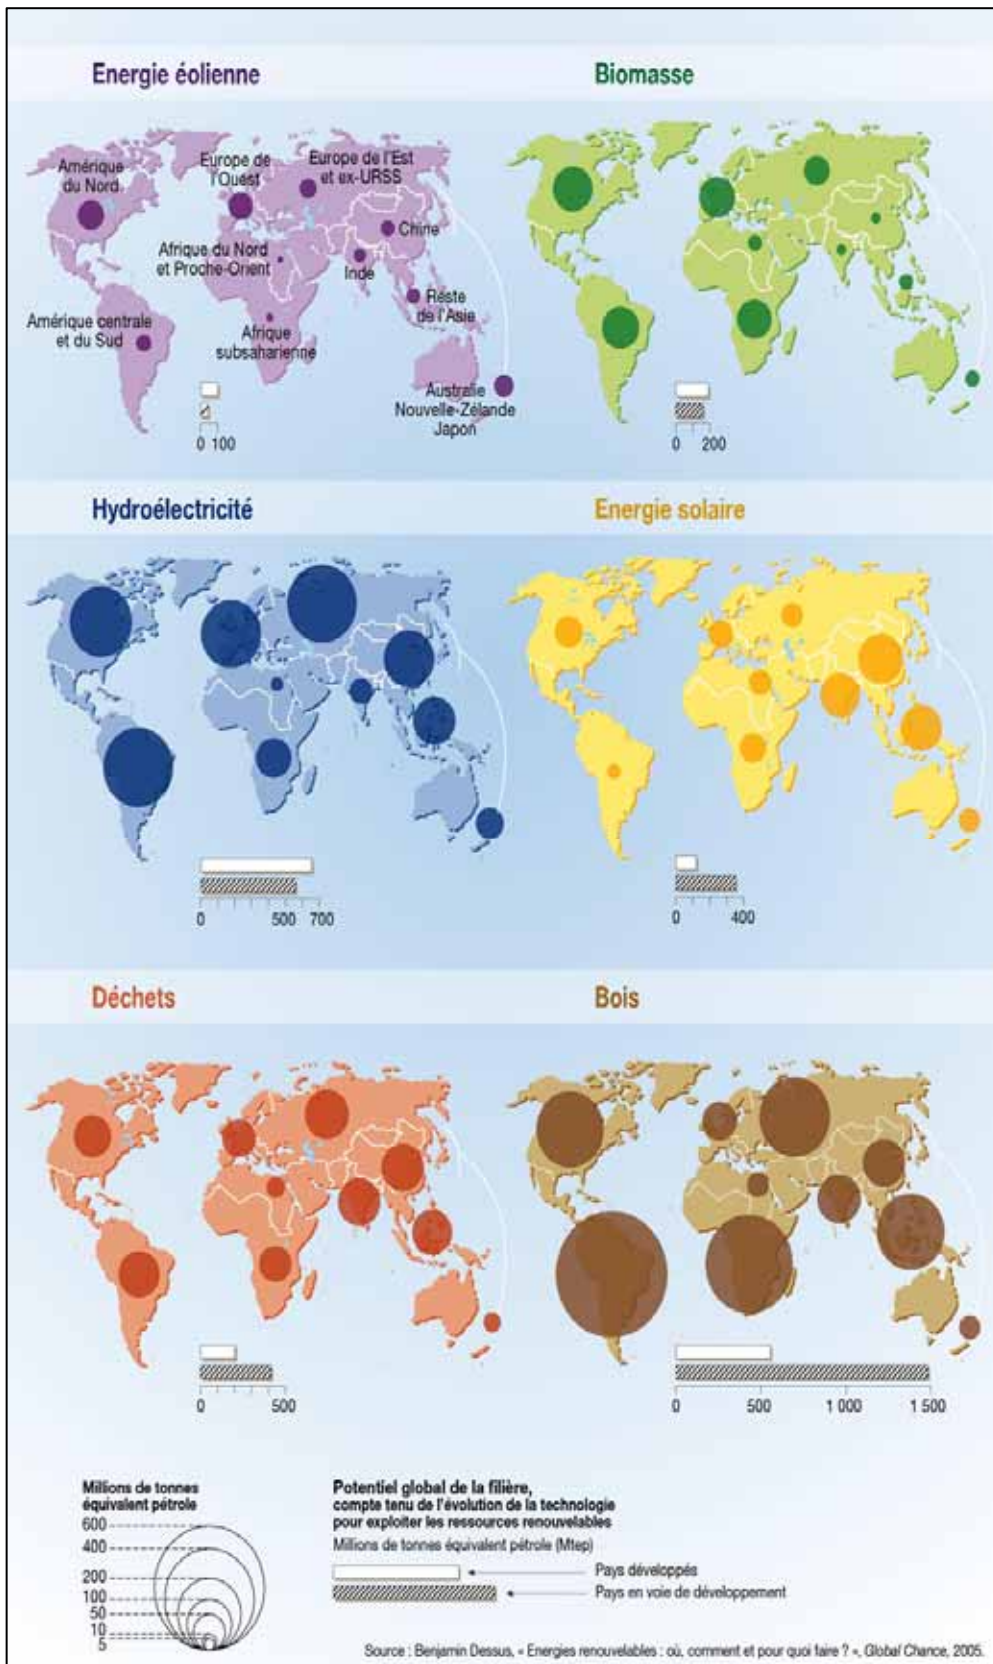 Energie éolienne
Biomasse
Amérique
du Nord
Europe de
l'Ouest
Europe de l'Est
et ex-URSS
Chine
Afrique du Nord
et Proche-Orient
Inde
Reste
de l'Asie
Amérique centrale
et du Sud
Afrique
subsaharienne
Australie
Nouvelle-Zélande
Japon
0 100
0 200
Hydroélectricité
Energie solaire
0 500 700
0 400
Déchets
Bois
0 500
0 500 1 000 1 500
Millions de tonnes
équivalent pétrole
600
400
200
100
50
10
5
Potentiel global de la filière,
compte tenu de l'évolution de la technologie
pour exploiter les ressources renouvelables
Millions de tonnes équivalent pétrole (Mtep)
Pays développés
Pays en voie de développement
Source : Benjamin Dessus, « Energies renouvelables : où, comment et pour quoi faire ? », Global Chance, 2005.